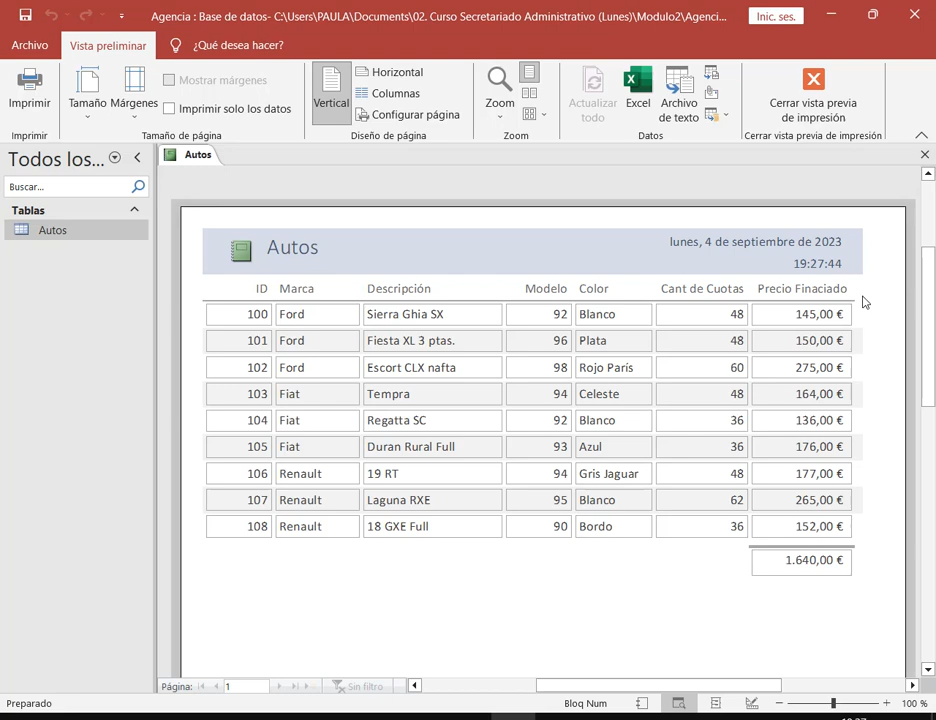 Agencia : Base de datos- C:\Users\PAULA\Documents\02. Curso Secretariado Administrativo (Lunes)\Modulo2\Agenci... Inic. ses.
Archivo Vista preliminar ¿Qué desea hacer?
Imprimir Tamaño Márgenes Mostrar márgenes Imprimir solo los datos Vertical Horizontal Columnas Configurar página Zoom Actualizar todo Excel Archivo de texto Cerrar vista previa de impresión
Imprimir Tamaño de página Diseño de página Zoom Datos Cerrar vista previa de impresión
Todos los... Autos
Buscar...
Tablas
Autos
Autos lunes, 4 de septiembre de 2023
19:27:44
ID Marca Descripción Modelo Color Cant de Cuotas Precio Finaciado
100 Ford Sierra Ghia SX 92 Blanco 48 145,00 €
101 Ford Fiesta XL 3 ptas. 96 Plata 48 150,00 €
102 Ford Escort CLX nafta 98 Rojo París 60 275,00 €
103 Fiat Tempra 94 Celeste 48 164,00 €
104 Fiat Regatta SC 92 Blanco 36 136,00 €
105 Fiat Duran Rural Full 93 Azul 36 176,00 €
106 Renault 19 RT 94 Gris Jaguar 48 177,00 €
107 Renault Laguna RXE 95 Blanco 62 265,00 €
108 Renault 18 GXE Full 90 Bordo 36 152,00 €
1.640,00 €
Página: 1 Sin filtro
Preparado Bloq Num 100 %